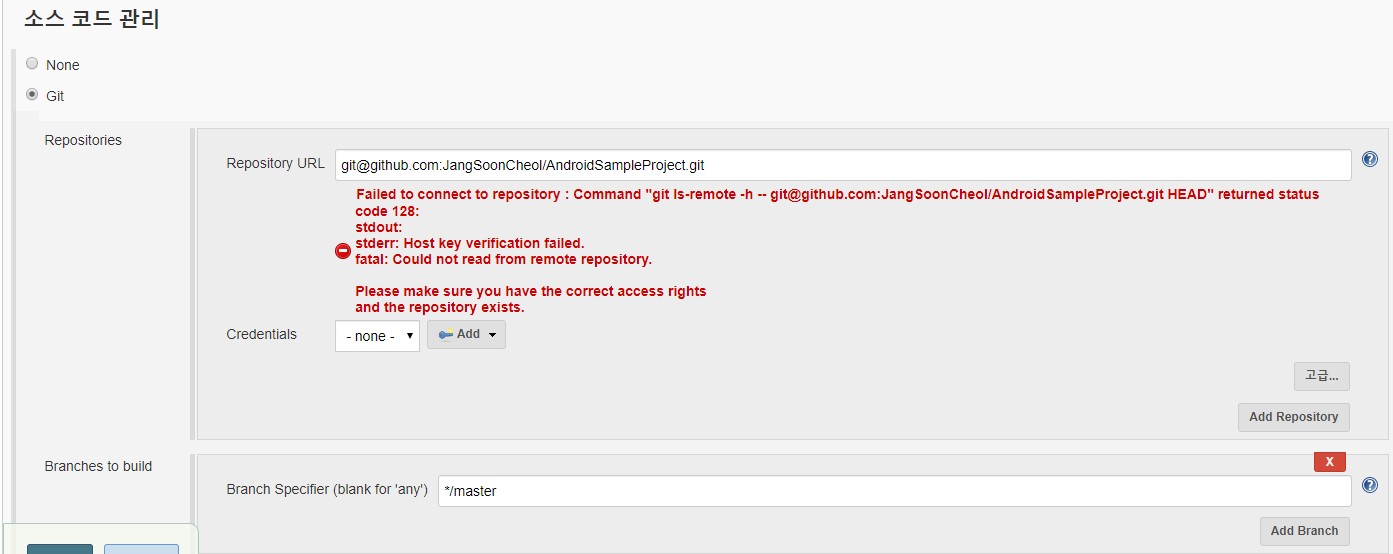 소스 코드 관리
None
Git
Repositories
Repository URL
git@github.com:JangSoonCheol/AndroidSampleProject.git
Failed to connect to repository : Command "git ls-remote -h -- git@github.com:JangSoonCheol/AndroidSampleProject.git HEAD" returned status
code 128:
stdout:
stderr: Host key verification failed.
fatal: Could not read from remote repository.
Please make sure you have the correct access rights
and the repository exists.
Credentials
- none -
Add
고급...
Add Repository
Branches to build
X
Branch Specifier (blank for 'any')
*/master
Add Branch